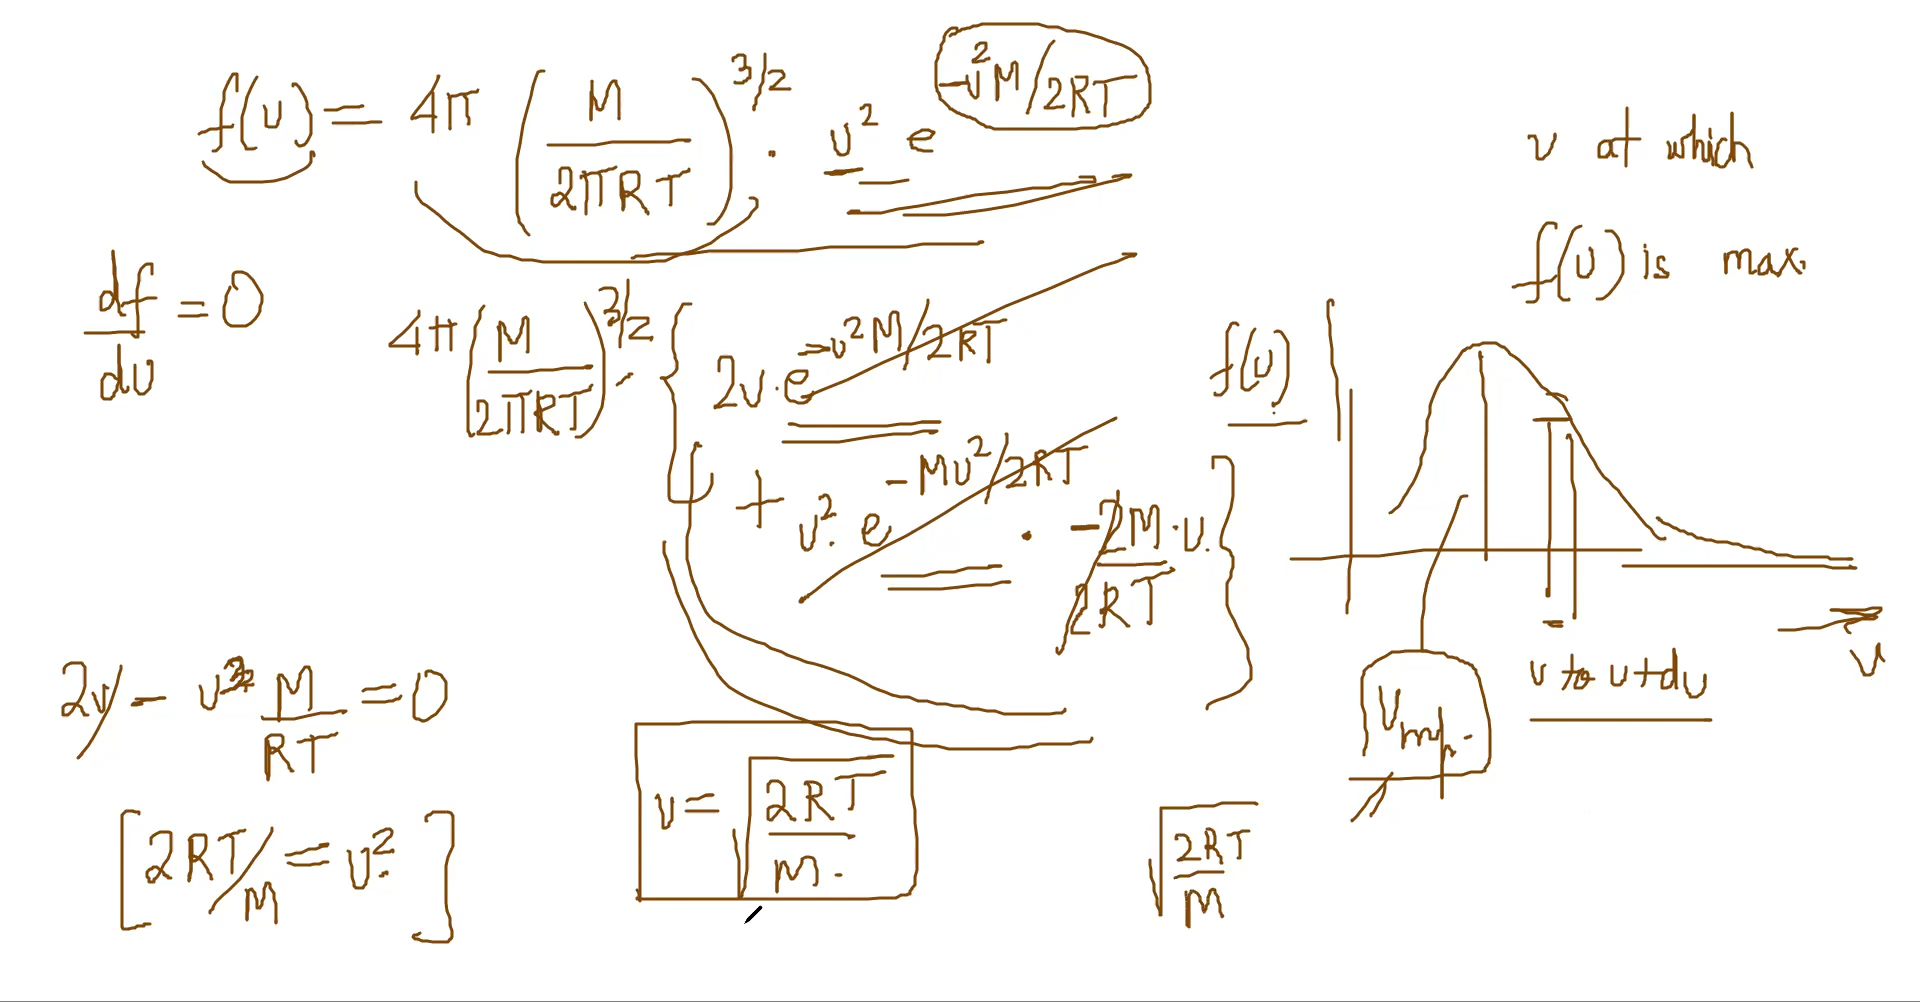 f(v) = 4π (M / 2πRT)^3/2 · v² e^-v²M/2RT
v at which
f(v) is max.
df/dv = 0
4π (M / 2πRT)^3/2 · { 2v · e^-v²M/2RT
+ v² · e^-Mv²/2RT · -2M·v / 2RT }
f(v)
v
v to v+dv
Vmp.
2v - v³ M/RT = 0
[ 2RT/M = v² ]
v = √(2RT/M)
√(2RT/M)